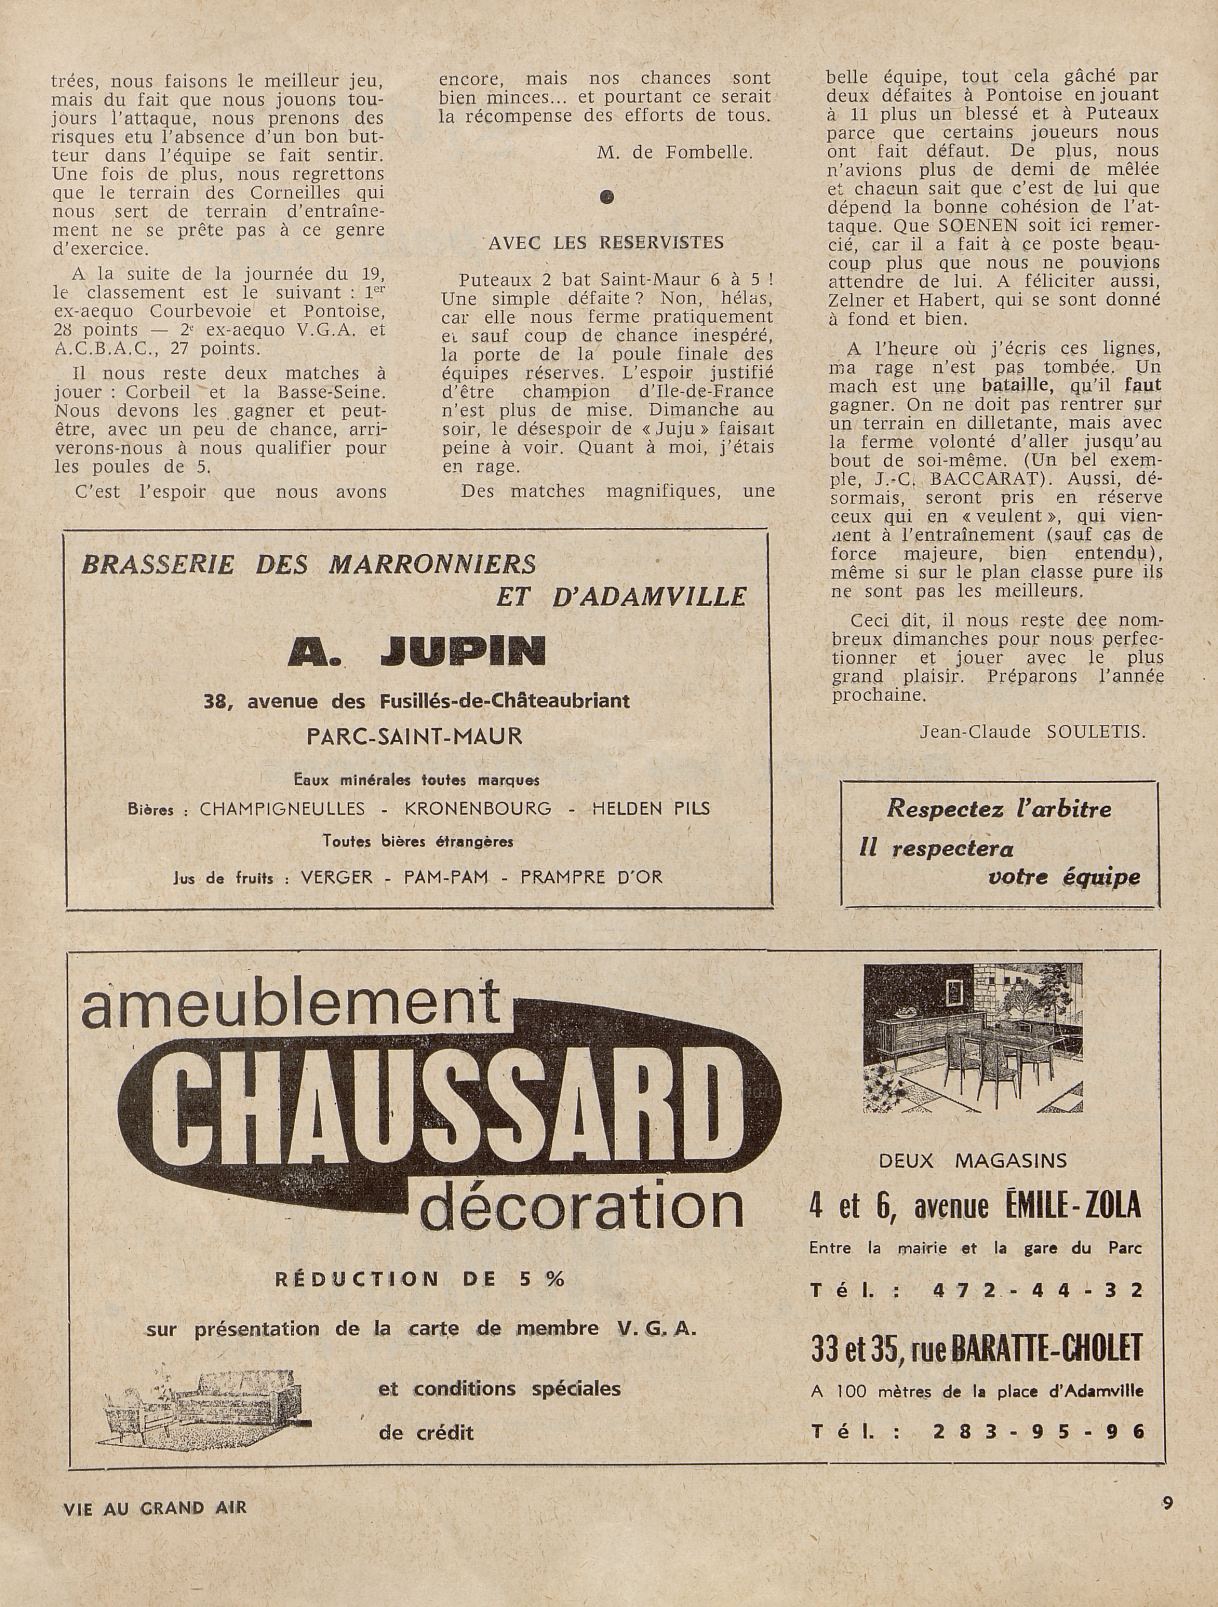 trées, nous faisons le meilleur jeu,
mais du fait que nous jouons tou-
jours l'attaque, nous prenons des
risques etu l'absence d'un bon but-
teur dans l'équipe se fait sentir.
Une fois de plus, nous regrettons
que le terrain des Corneilles qui
nous sert de terrain d'entraîne-
ment ne se prête pas à ce genre
d'exercice.
A la suite de la journée du 19,
le classement est le suivant : 1er
ex-aequo Courbevoie et Pontoise,
28 points — 2e ex-aequo V.G.A. et
A.C.B.A.C., 27 points.
Il nous reste deux matches à
jouer : Corbeil et la Basse-Seine.
Nous devons les gagner et peut-
être, avec un peu de chance, arri-
verons-nous à nous qualifier pour
les poules de 5.
C'est l'espoir que nous avons
encore, mais nos chances sont
bien minces... et pourtant ce serait
la récompense des efforts de tous.
M. de Fombelle.
●
AVEC LES RESERVISTES
Puteaux 2 bat Saint-Maur 6 à 5 !
Une simple défaite ? Non, hélas,
car elle nous ferme pratiquement
et sauf coup de chance inespéré,
la porte de la poule finale des
équipes réserves. L'espoir justifié
d'être champion d'Ile-de-France
n'est plus de mise. Dimanche au
soir, le désespoir de « Juju » faisait
peine à voir. Quant à moi, j'étais
en rage.
Des matches magnifiques, une
belle équipe, tout cela gâché par
deux défaites à Pontoise en jouant
à 11 plus un blessé et à Puteaux
parce que certains joueurs nous
ont fait défaut. De plus, nous
n'avions plus de demi de mêlée
et chacun sait que c'est de lui que
dépend la bonne cohésion de l'at-
taque. Que SOENEN soit ici remer-
cié, car il a fait à ce poste beau-
coup plus que nous ne pouvions
attendre de lui. A féliciter aussi,
Zelner et Habert, qui se sont donné
à fond et bien.
A l'heure où j'écris ces lignes,
ma rage n'est pas tombée. Un
mach est une bataille, qu'il faut
gagner. On ne doit pas rentrer sur
un terrain en dilletante, mais avec
la ferme volonté d'aller jusqu'au
bout de soi-même. (Un bel exem-
ple, J.-C. BACCARAT). Aussi, dé-
sormais, seront pris en réserve
ceux qui en « veulent », qui vien-
nent à l'entraînement (sauf cas de
force majeure, bien entendu),
même si sur le plan classe pure ils
ne sont pas les meilleurs.
Ceci dit, il nous reste dee nom-
breux dimanches pour nous perfec-
tionner et jouer avec le plus
grand plaisir. Préparons l'année
prochaine.
Jean-Claude SOULETIS.
BRASSERIE DES MARRONNIERS
ET D'ADAMVILLE
A. JUPIN
38, avenue des Fusillés-de-Châteaubriant
PARC-SAINT-MAUR
Eaux minérales toutes marques
Bières : CHAMPIGNEULLES - KRONENBOURG - HELDEN PILS
Toutes bières étrangères
Jus de fruits : VERGER - PAM-PAM - PRAMPRE D'OR
Respectez l'arbitre
Il respectera
votre équipe
ameublement
CHAUSSARD
décoration
RÉDUCTION DE 5 %
sur présentation de la carte de membre V. G. A.
et conditions spéciales
de crédit
DEUX MAGASINS
4 et 6, avenue ÉMILE-ZOLA
Entre la mairie et la gare du Parc
Tél. : 472-44-32
33 et 35, rue BARATTE-CHOLET
A 100 mètres de la place d'Adamville
Tél. : 283-95-96
VIE AU GRAND AIR
9